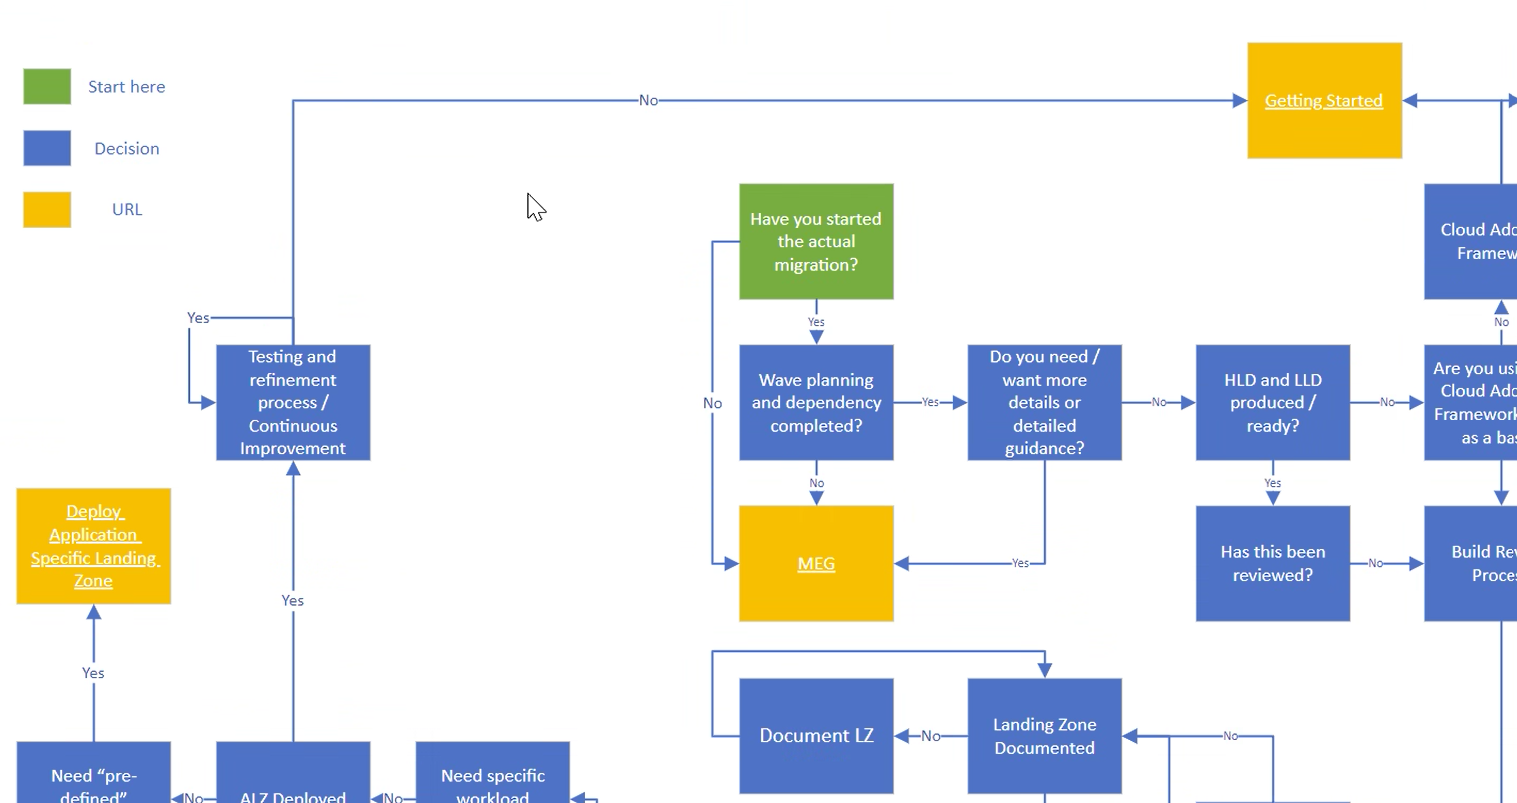 Start here
Decision
URL
No
Getting Started
Have you started
the actual
migration?
Cloud Ado
Framew
Yes
Yes
No
Testing and
refinement
process /
Continuous
Improvement
Wave planning
and dependency
completed?
Yes
Do you need /
want more
details or
detailed
guidance?
No
HLD and LLD
produced /
ready?
No
Are you usi
Cloud Ado
Framework
as a bas
No
No
Yes
Deploy
Application
Specific Landing
Zone
MEG
Yes
Has this been
reviewed?
No
Build Rev
Proces
Yes
Yes
Document LZ
No
Landing Zone
Documented
No
Need "pre-
defined"
No
ALZ Deployed
No
Need specific
workload